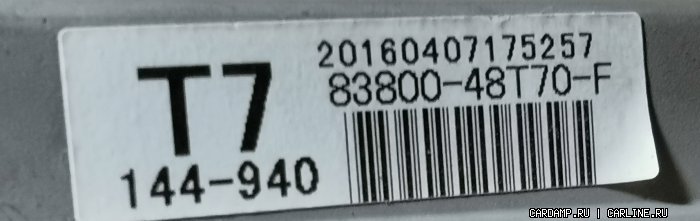 T7
144-940
20160407175257
83800-48T70-F
CARDAMP.RU | CARLINE.RU